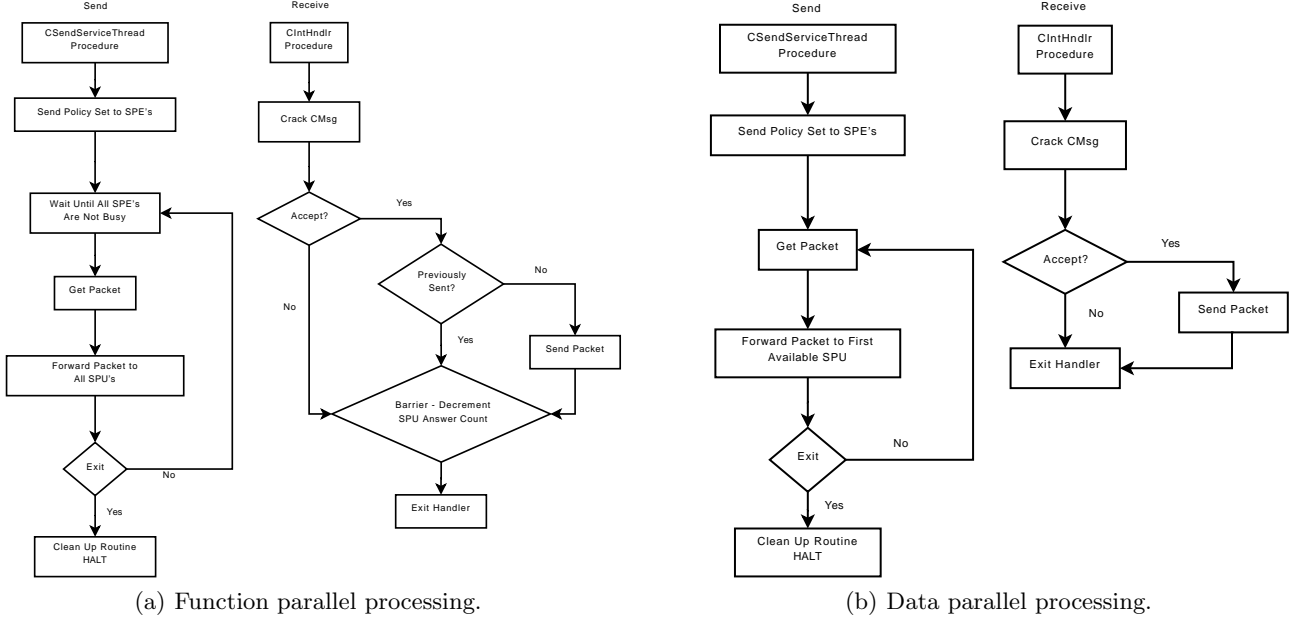 Send
CSendServiceThread
Procedure
Send Policy Set to SPE's
Wait Until All SPE's
Are Not Busy
Get Packet
Forward Packet to
All SPU's
Exit
No
Yes
Clean Up Routine
HALT
Receive
CIntHndlr
Procedure
Crack CMsg
Accept?
Yes
No
Previously
Sent?
No
Yes
Send Packet
Barrier - Decrement
SPU Answer Count
Exit Handler
(a) Function parallel processing.
Send
CSendServiceThread
Procedure
Send Policy Set to SPE's
Get Packet
Forward Packet to First
Available SPU
Exit
No
Yes
Clean Up Routine
HALT
Receive
CIntHndlr
Procedure
Crack CMsg
Accept?
Yes
No
Send Packet
Exit Handler
(b) Data parallel processing.